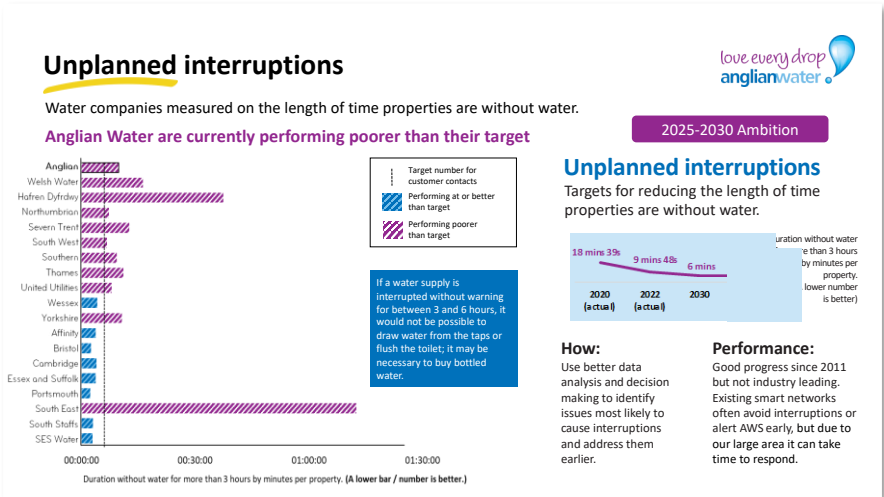 Unplanned interruptions
love every drop
anglianwater
Water companies measured on the length of time properties are without water.
Anglian Water are currently performing poorer than their target
2025-2030 Ambition
Anglian
Welsh Water
Hafren Dyfrdwy
Northumbrian
Severn Trent
South West
Southern
Thames
United Utilities
Wessex
Yorkshire
Affinity
Bristol
Cambridge
Essex and Suffolk
Portsmouth
South East
South Staffs
SES Water
00:00:00
00:30:00
01:00:00
01:30:00
Duration without water for more than 3 hours by minutes per property. (A lower bar / number is better.)
Target number for
customer contacts
Performing at or better
than target
Performing poorer
than target
If a water supply is
interrupted without warning
for between 3 and 6 hours, it
would not be possible to
draw water from the taps or
flush the toilet; it may be
necessary to buy bottled
water.
Unplanned interruptions
Targets for reducing the length of time
properties are without water.
18 mins 39s
9 mins 48s
6 mins
2020
(actual)
2022
(actual)
2030
without water
than 3 hours
by minutes per
property.
lower number
is better)
How:
Use better data
analysis and decision
making to identify
issues most likely to
cause interruptions
and address them
earlier.
Performance:
Good progress since 2011
but not industry leading.
Existing smart networks
often avoid interruptions or
alert AWS early, but due to
our large area it can take
time to respond.